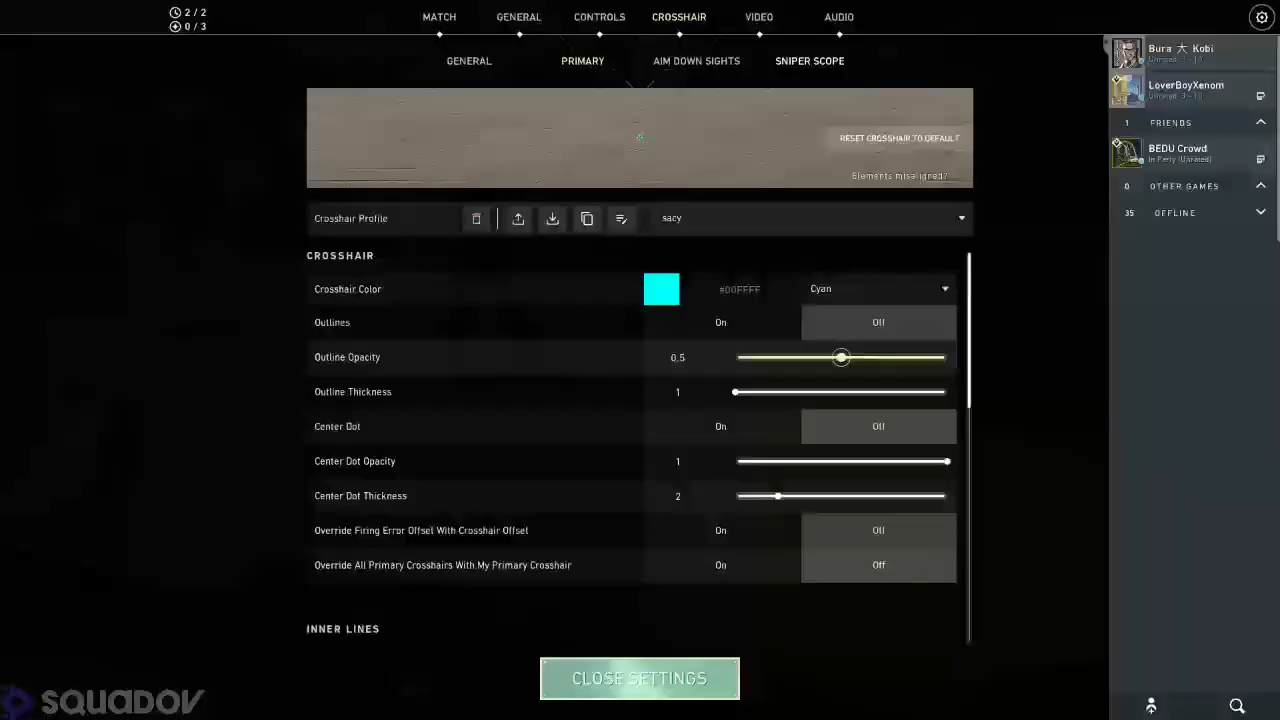 2 / 2
0 / 3
MATCH
GENERAL
CONTROLS
CROSSHAIR
VIDEO
AUDIO
GENERAL
PRIMARY
AIM DOWN SIGHTS
SNIPER SCOPE
RESET CROSSHAIR TO DEFAULT
Elements misaligned?
Crosshair Profile
sacy
CROSSHAIR
Crosshair Color
#00FFFF
Cyan
Outlines
On
Off
Outline Opacity
0.5
Outline Thickness
1
Center Dot
On
Off
Center Dot Opacity
1
Center Dot Thickness
2
Override Firing Error Offset With Crosshair Offset
On
Off
Override All Primary Crosshairs With My Primary Crosshair
On
Off
INNER LINES
CLOSE SETTINGS
Bura 大 Kobi
LoverBoyXenom
1 FRIENDS
BEDU Crowd
In Party (Unrated)
0 OTHER GAMES
35 OFFLINE
SQUADOV